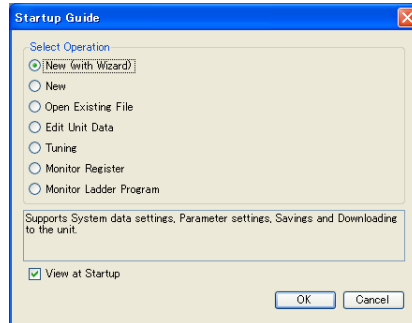 Startup Guide
Select Operation
New (with Wizard)
New
Open Existing File
Edit Unit Data
Tuning
Monitor Register
Monitor Ladder Program
Supports System data settings, Parameter settings, Savings and Downloading
to the unit.
View at Startup
OK
Cancel